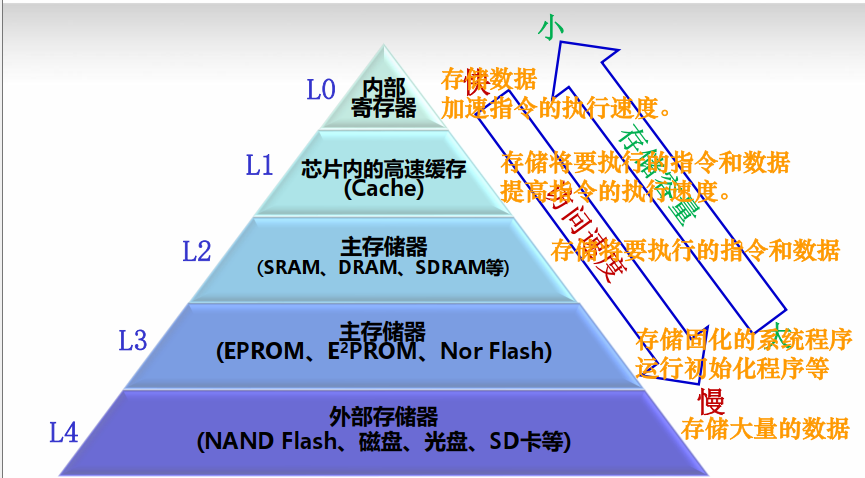 小
L0
内部
寄存器
快
存储数据
加速指令的执行速度。
L1
芯片内的高速缓存
(Cache)
存储将要执行的指令和数据
提高指令的执行速度。
存储容量
访问速度
L2
主存储器
(SRAM、DRAM、SDRAM等)
存储将要执行的指令和数据
L3
主存储器
(EPROM、E²PROM、Nor Flash)
大
存储固化的系统程序
运行初始化程序等
慢
L4
外部存储器
(NAND Flash、磁盘、光盘、SD卡等)
存储大量的数据